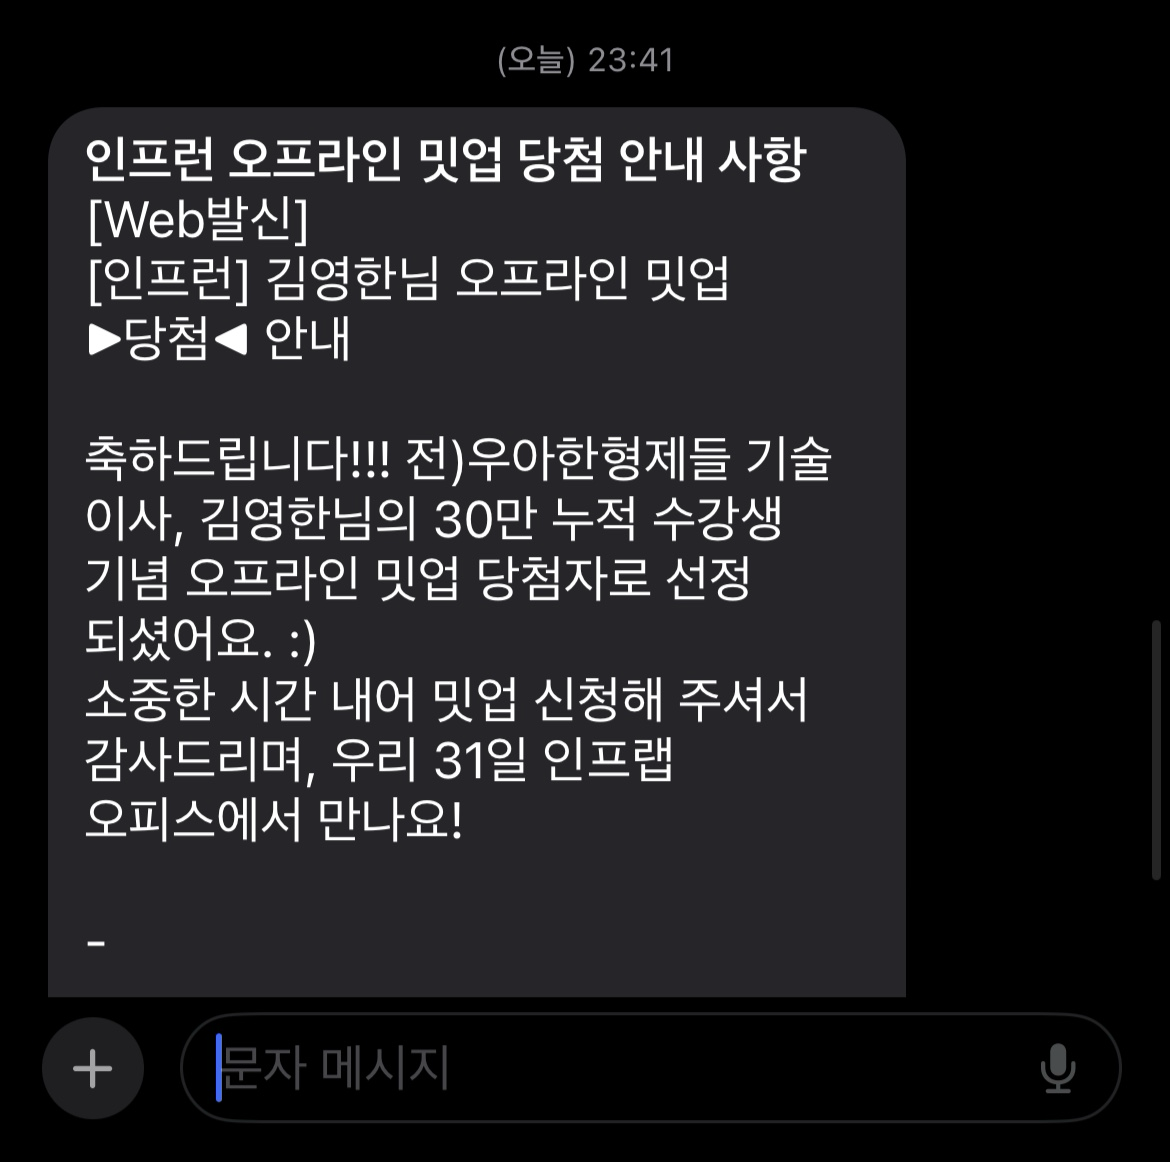 (오늘) 23:41
인프런 오프라인 밋업 당첨 안내 사항
[Web발신]
[인프런] 김영한님 오프라인 밋업
▶당첨◀ 안내
축하드립니다!!! 전)우아한형제들 기술
이사, 김영한님의 30만 누적 수강생
기념 오프라인 밋업 당첨자로 선정
되셨어요. :)
소중한 시간 내어 밋업 신청해 주셔서
감사드리며, 우리 31일 인프랩
오피스에서 만나요!
-
문자 메시지